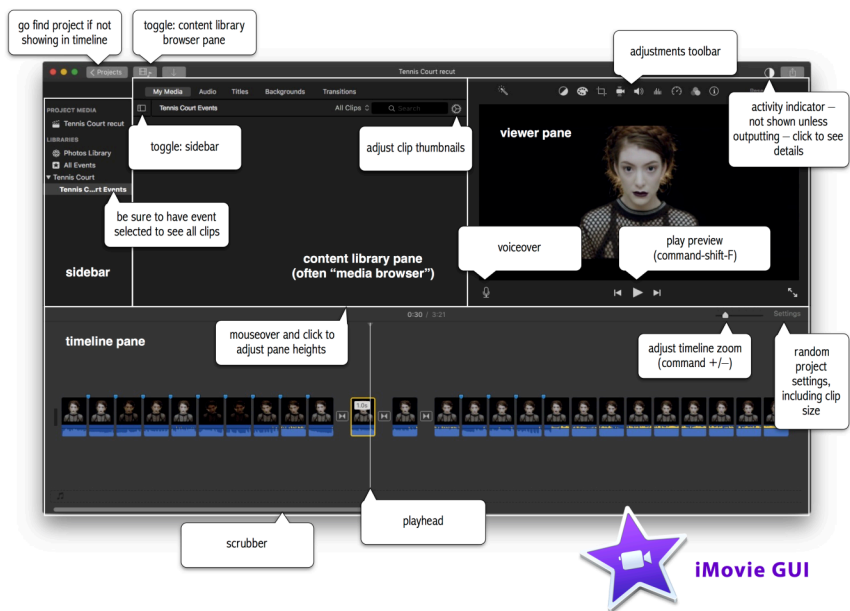 go find project if not
showing in timeline
toggle: content library
browser pane
adjustments toolbar
Projects
Tennis Court recut
My Media
Audio
Titles
Backgrounds
Transitions
PROJECT MEDIA
Tennis Court recut
LIBRARIES
Photos Library
All Events
Tennis Court
Tennis C...rt Events
Tennis Court Events
All Clips
Search
toggle: sidebar
adjust clip thumbnails
viewer pane
activity indicator –
not shown unless
outputting – click to see
details
be sure to have event
selected to see all clips
sidebar
content library pane
(often “media browser”)
voiceover
play preview
(command-shift-F)
0:30 / 3:21
Settings
timeline pane
mouseover and click to
adjust pane heights
adjust timeline zoom
(command +/–)
random
project
settings,
including clip
size
1.0s
playhead
scrubber
iMovie GUI